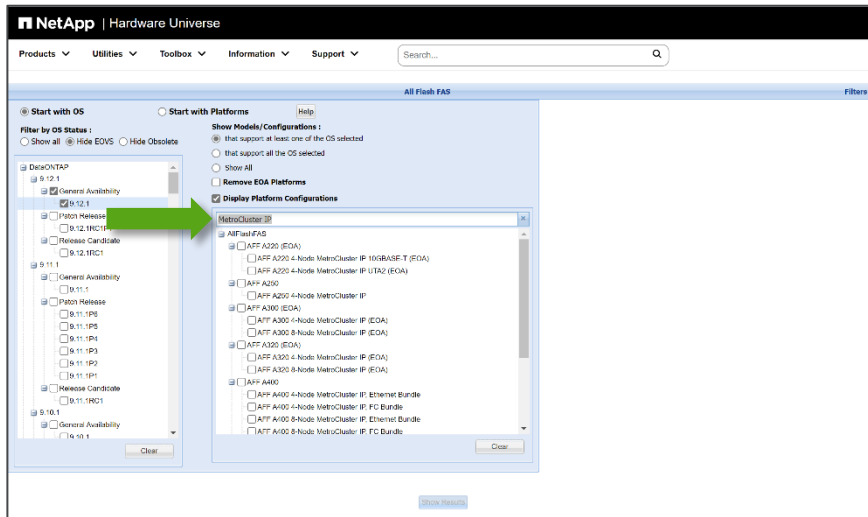 NetApp | Hardware Universe
Products Utilities Toolbox Information Support Search...
All Flash FAS Filters
Start with OS Start with Platforms Help
Filter by OS Status :
Show all Hide EOVS Hide Obsolete
DataONTAP
9.12.1
General Availability
9.12.1
Patch Release
9.12.1RC1P
Release Candidate
9.12.1RC1
9.11.1
General Availability
9.11.1
Patch Release
9.11.1P6
9.11.1P5
9.11.1P4
9.11.1P3
9.11.1P2
9.11.1P1
Release Candidate
9.11.1RC1
9.10.1
General Availability
9.10.1
Clear
Show Models/Configurations :
that support at least one of the OS selected
that support all the OS selected
Show All
Remove EOA Platforms
Display Platform Configurations
MetroCluster IP
AllFlashFAS
AFF A220 (EOA)
AFF A220 4-Node MetroCluster IP 10GBASE-T (EOA)
AFF A220 4-Node MetroCluster IP UTA2 (EOA)
AFF A250
AFF A250 4-Node MetroCluster IP
AFF A300 (EOA)
AFF A300 4-Node MetroCluster IP (EOA)
AFF A300 8-Node MetroCluster IP (EOA)
AFF A320 (EOA)
AFF A320 4-Node MetroCluster IP (EOA)
AFF A320 8-Node MetroCluster IP (EOA)
AFF A400
AFF A400 4-Node MetroCluster IP, Ethernet Bundle
AFF A400 4-Node MetroCluster IP, FC Bundle
AFF A400 8-Node MetroCluster IP, Ethernet Bundle
AFF A400 8-Node MetroCluster IP, FC Bundle
Clear
Show Results